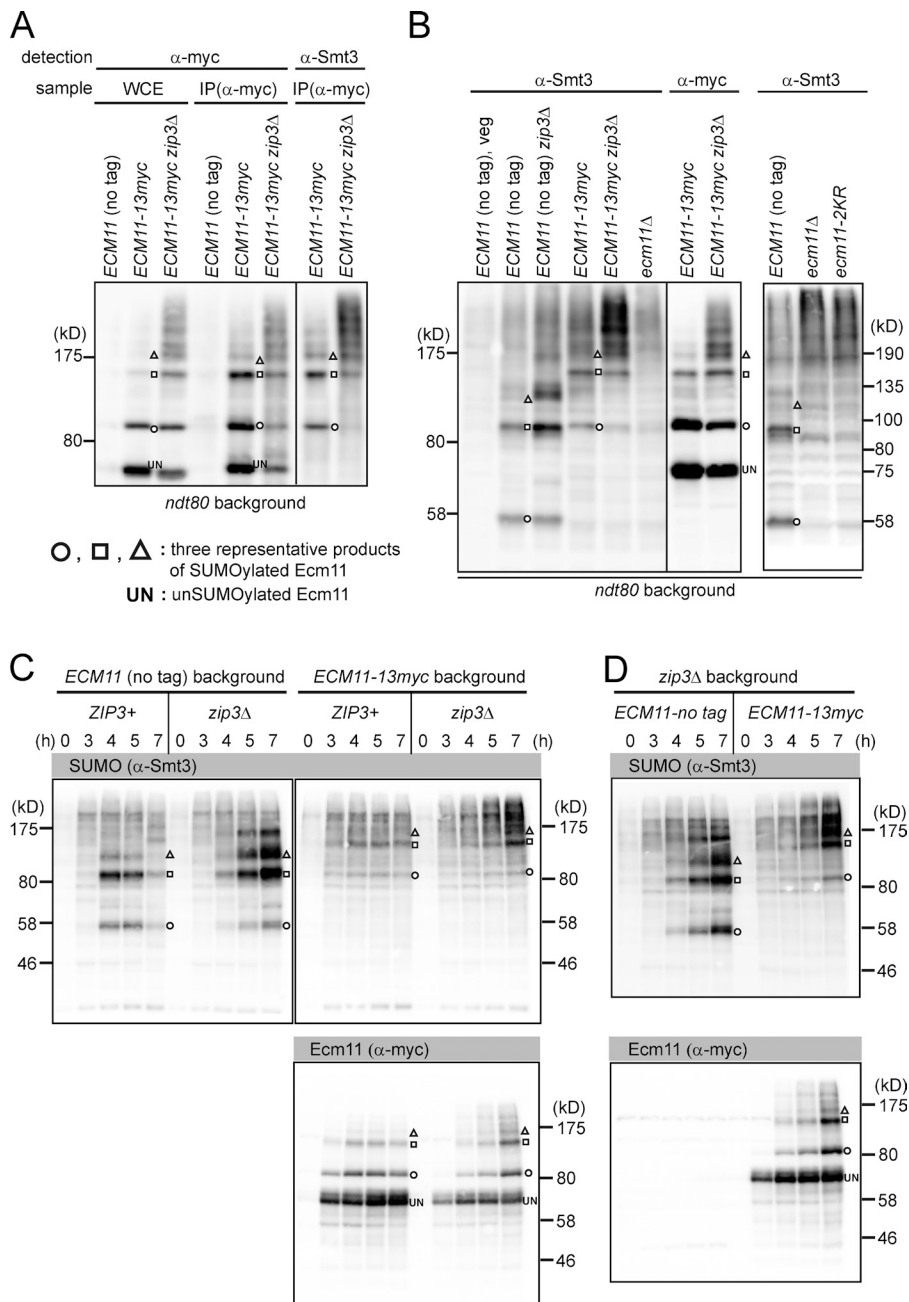 A
detection α-myc α-Smt3
sample WCE IP(α-myc) IP(α-myc)
ECM11 (no tag)
ECM11-13myc
ECM11-13myc zip3Δ
ECM11 (no tag)
ECM11-13myc
ECM11-13myc zip3Δ
ECM11-13myc
ECM11-13myc zip3Δ
(kD)
175
80
UN UN
ndt80 background
, , : three representative products
of SUMOylated Ecm11
UN : unSUMOylated Ecm11
B
α-Smt3 α-myc α-Smt3
ECM11 (no tag), veg
ECM11 (no tag)
ECM11 (no tag) zip3Δ
ECM11-13myc
ECM11-13myc zip3Δ
ecm11Δ
ECM11-13myc
ECM11-13myc zip3Δ
ECM11 (no tag)
ecm11Δ
ecm11-2KR
(kD) (kD)
175 190
135
100
80 80
UN 75
58 58
ndt80 background
C
ECM11 (no tag) background ECM11-13myc background
ZIP3+ zip3Δ ZIP3+ zip3Δ
(h) 0 3 4 5 7 0 3 4 5 7 0 3 4 5 7 0 3 4 5 7 (h)
SUMO (α-Smt3)
(kD) (kD)
175 175
80 80
58 58
46 46
Ecm11 (α-myc)
(kD)
175
80
UN UN
58
46
D
zip3Δ background
ECM11-no tag ECM11-13myc
0 3 4 5 7 0 3 4 5 7 (h)
SUMO (α-Smt3)
(kD)
175
80
58
46
Ecm11 (α-myc)
(kD)
175
80
UN
58
46